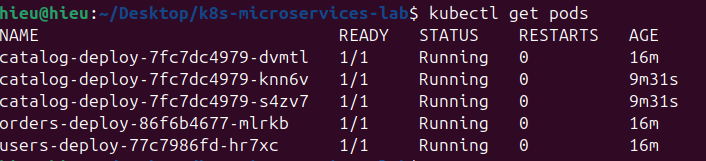 hieu@hieu:~/Desktop/k8s-microservices-lab$ kubectl get pods
NAME READY STATUS RESTARTS AGE
catalog-deploy-7fc7dc4979-dvmtl 1/1 Running 0 16m
catalog-deploy-7fc7dc4979-knn6v 1/1 Running 0 9m31s
catalog-deploy-7fc7dc4979-s4zv7 1/1 Running 0 9m31s
orders-deploy-86f6b4677-mlrkb 1/1 Running 0 16m
users-deploy-77c7986fd-hr7xc 1/1 Running 0 16m